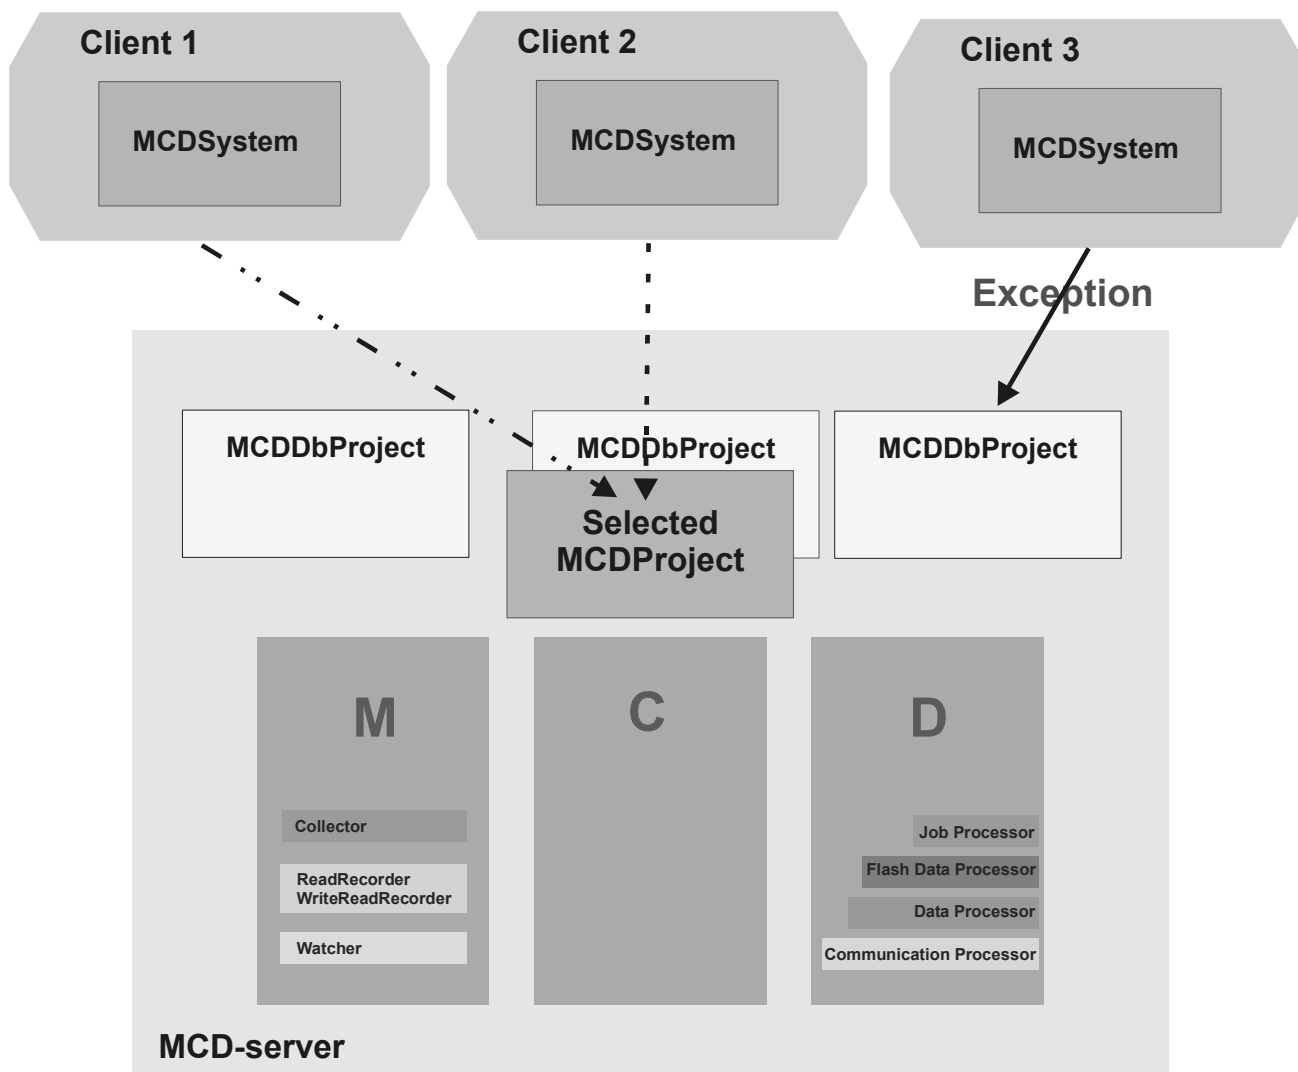 Client 1
Client 2
Client 3
MCDSystem
MCDSystem
MCDSystem
Exception
MCDDbProject
MCDDbProject
MCDDbProject
Selected
MCDProject
M
C
D
Collector
ReadRecorder
WriteReadRecorder
Watcher
Job Processor
Flash Data Processor
Data Processor
Communication Processor
MCD-server